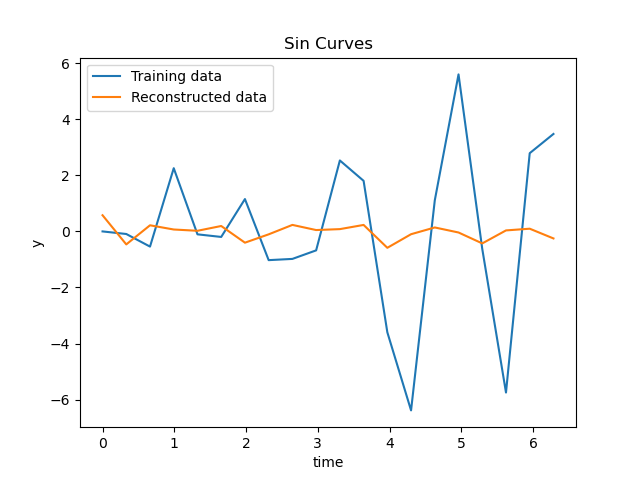 Sin Curves
Training data
Reconstructed data
6
4
2
0
−2
−4
−6
y
0 1 2 3 4 5 6
time